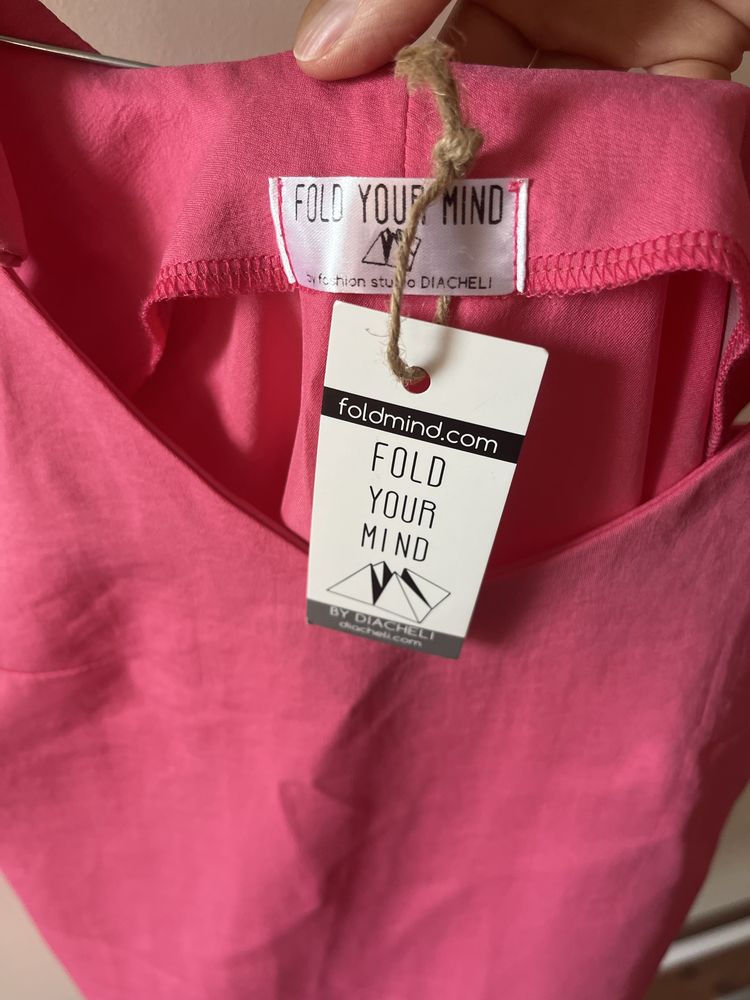 FOLD YOUR MIND
by fashion studio DIACHELI
foldmind.com
FOLD
YOUR
MIND
BY DIACHELI
diacheli.com